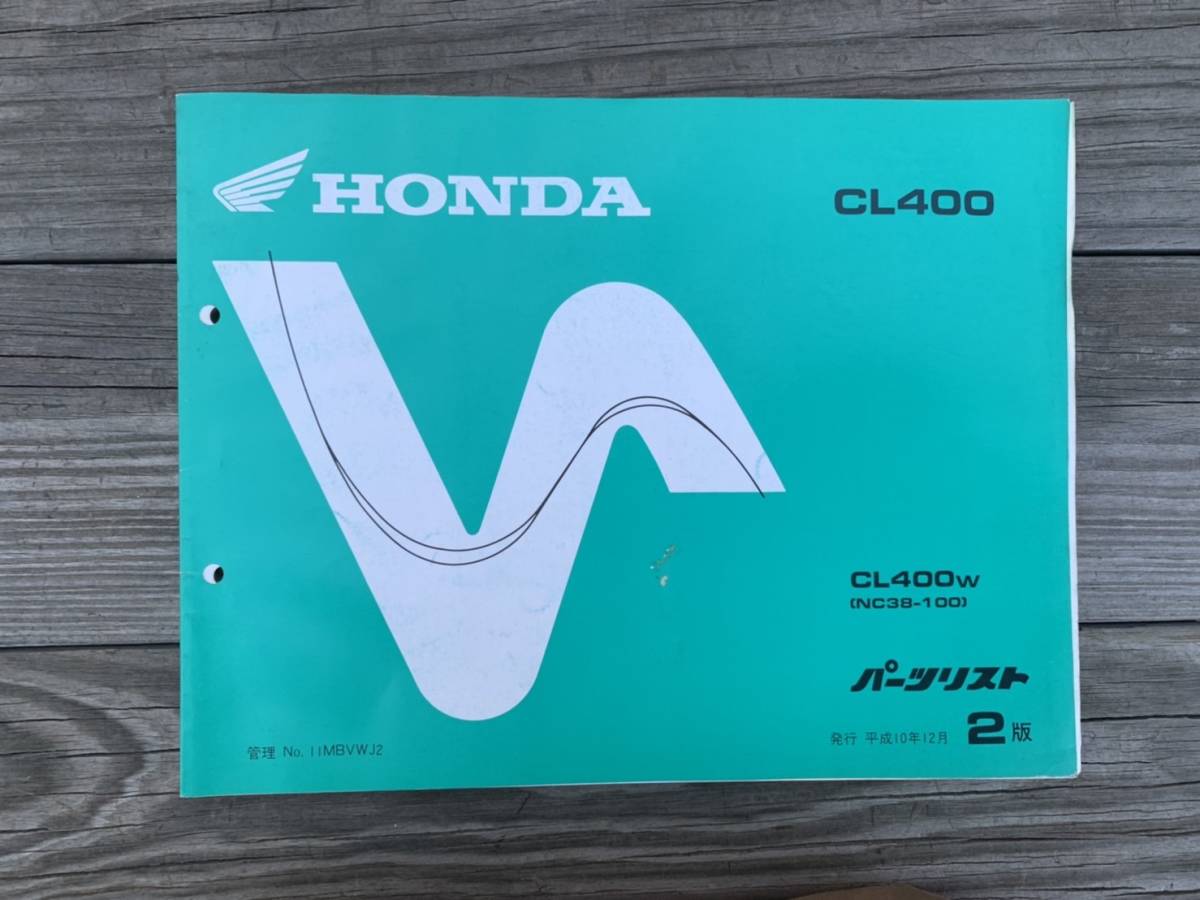 HONDA
CL400
CL400W
(NC38-100)
パーツリスト
発行 平成10年12月 2版
管理 No. 11MBVWJ2